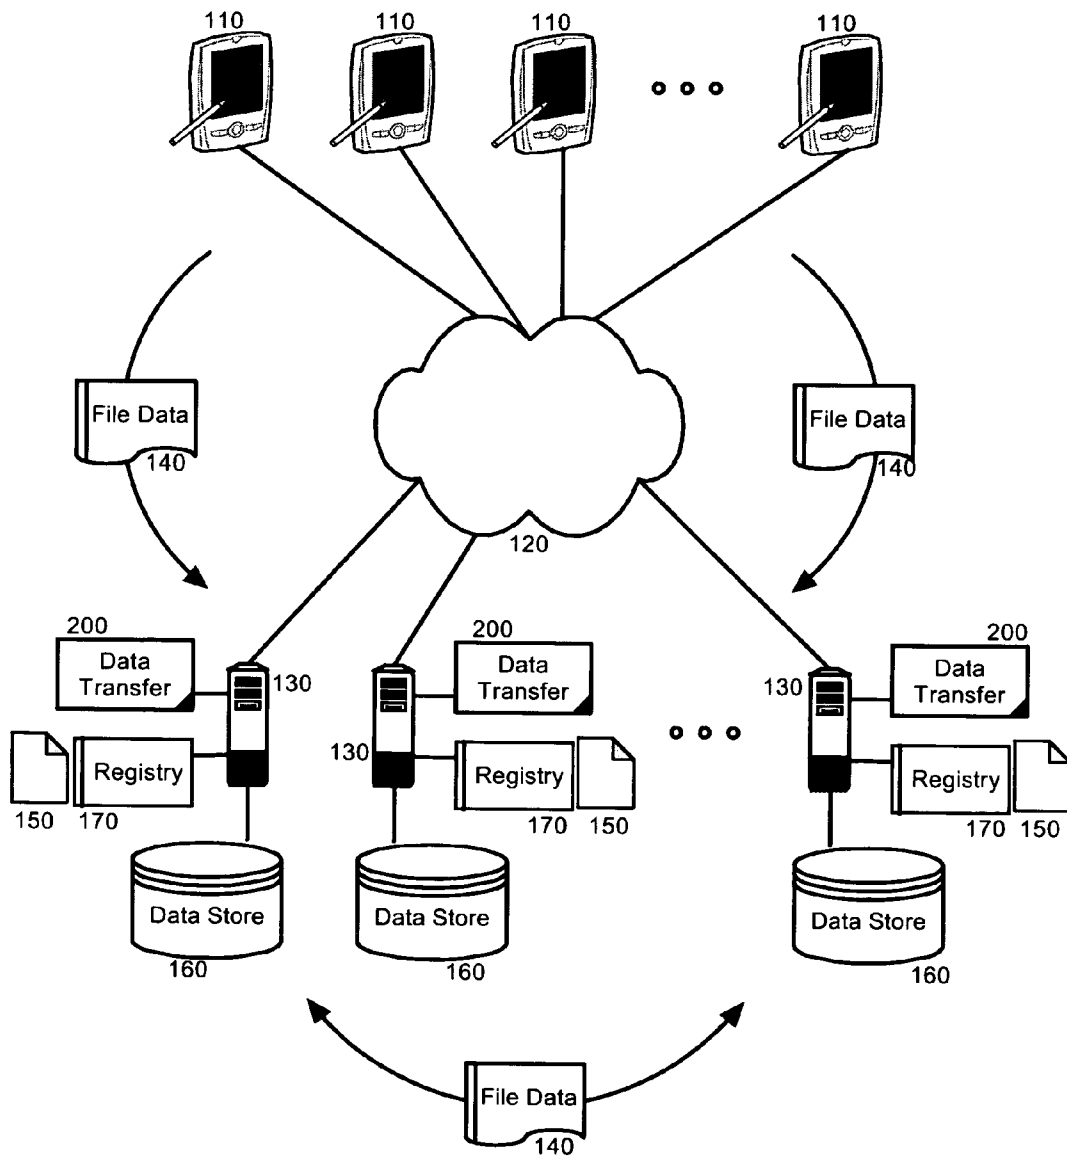 110
110
110
110
File Data
140
File Data
140
120
200
Data
Transfer
130
Registry
150
170
Data Store
160
200
Data
Transfer
130
Registry
170
150
Data Store
160
200
Data
Transfer
130
Registry
170
150
Data Store
160
File Data
140